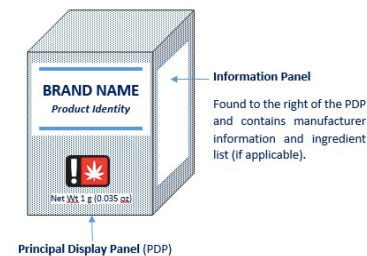 BRAND NAME
Product Identity
!
Net Wt 1 g (0.035 oz)
Information Panel
Found to the right of the PDP
and contains manufacturer
information and ingredient
list (if applicable).
Principal Display Panel (PDP)